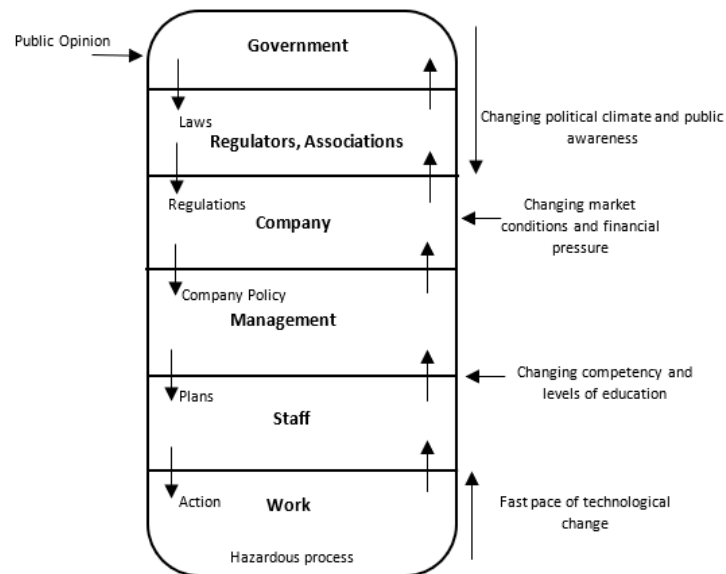 Public Opinion
Government
Laws
Regulators, Associations
Changing political climate and public
awareness
Regulations
Company
Changing market
conditions and financial
pressure
Company Policy
Management
Changing competency and
levels of education
Plans
Staff
Action
Work
Fast pace of technological
change
Hazardous process